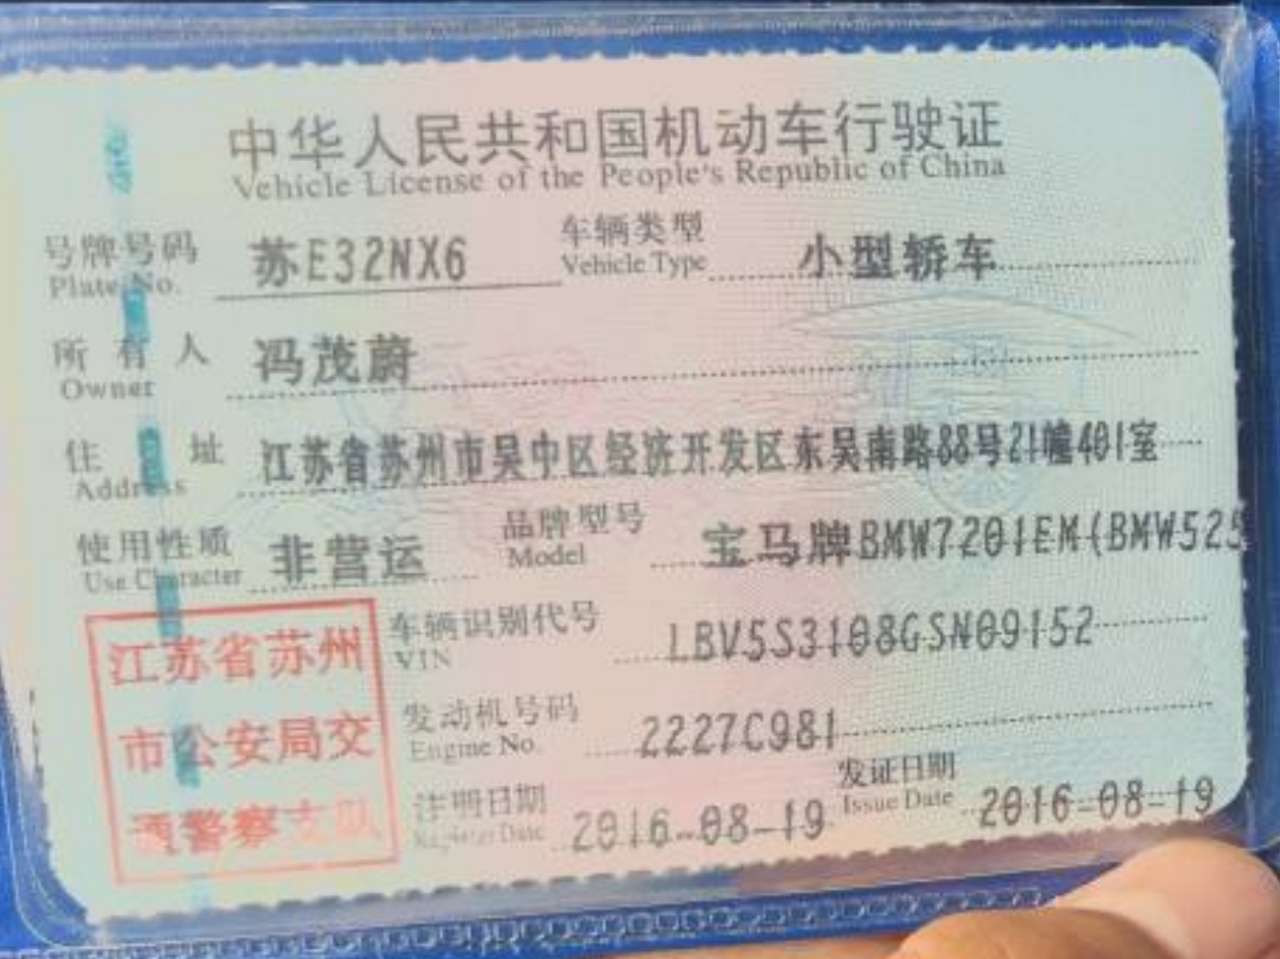 中华人民共和国机动车行驶证
Vehicle License of the People's Republic of China
号牌号码 苏E32NX6 车辆类型 小型轿车
Plate No. Vehicle Type
所有人 冯茂蔚
Owner
住址 江苏省苏州市吴中区经济开发区东吴南路88号21幢401室
Address
使用性质 非营运 品牌型号 宝马牌BMW7201EM(BMW525
Use Character Model
江苏省苏州
市公安局交
通警察支队
车辆识别代号 LBV5S3108GSN09152
VIN
发动机号码 2227C981
Engine No.
注册日期 2016-08-19 发证日期 2016-08-19
Register Date Issue Date